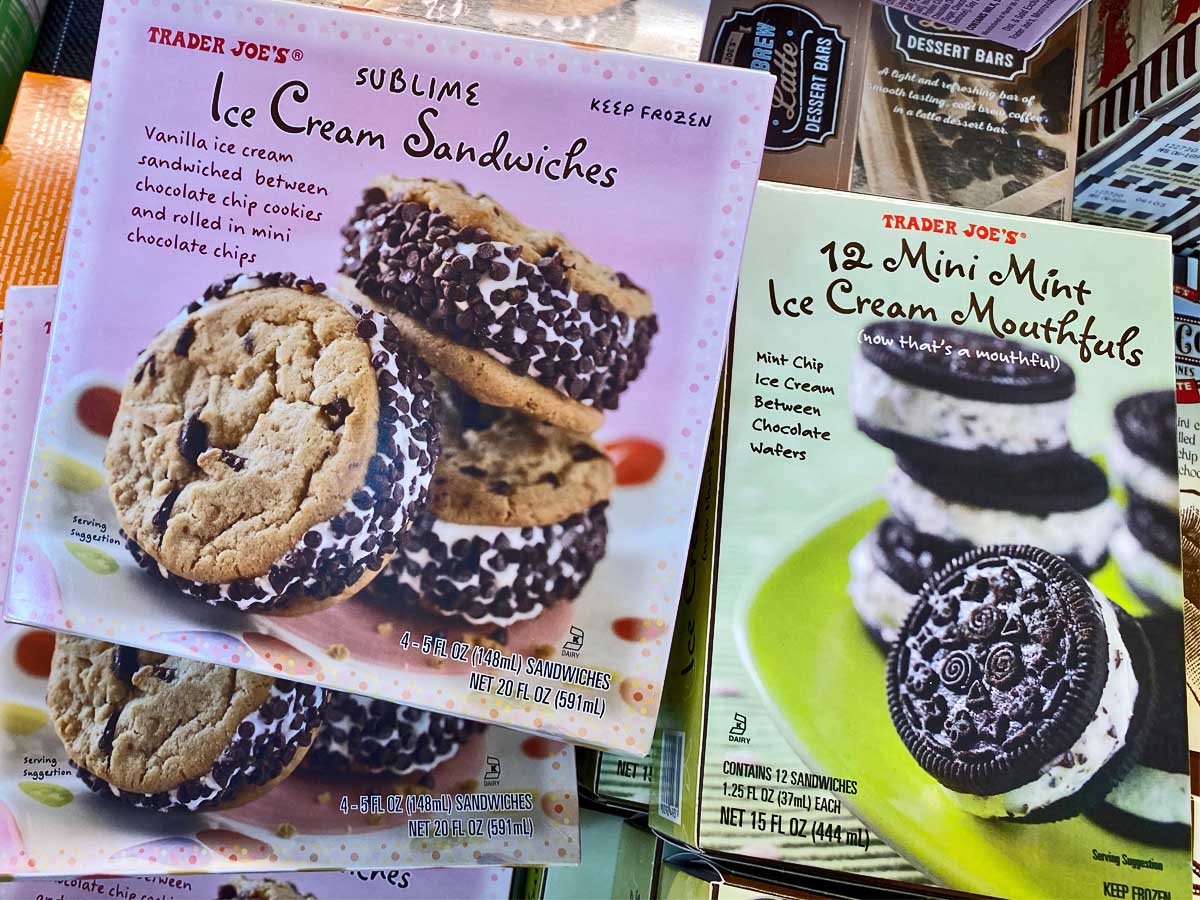 TRADER JOE'S®
SUBLIME
Ice Cream Sandwiches
KEEP FROZEN
Vanilla ice cream
sandwiched between
chocolate chip cookies
and rolled in mini
chocolate chips
Serving
Suggestion
DAIRY
4 - 5 FL OZ (148mL) SANDWICHES
NET 20 FL OZ (591mL)
Serving
Suggestion
DAIRY
4 - 5 FL OZ (148mL) SANDWICHES
NET 20 FL OZ (591mL)
BREW
Latte
DESSERT BARS
DESSERT BARS
A light and refreshing bar of
smooth tasting, cold brew coffee
in a latte dessert bar.
TRADER JOE'S®
12 Mini Mint
Ice Cream Mouthfuls
(now that's a mouthful)
Mint Chip
Ice Cream
Between
Chocolate
Wafers
DAIRY
CONTAINS 12 SANDWICHES
1.25 FL OZ (37mL) EACH
NET 15 FL OZ (444 mL)
Serving Suggestion
KEEP FROZEN